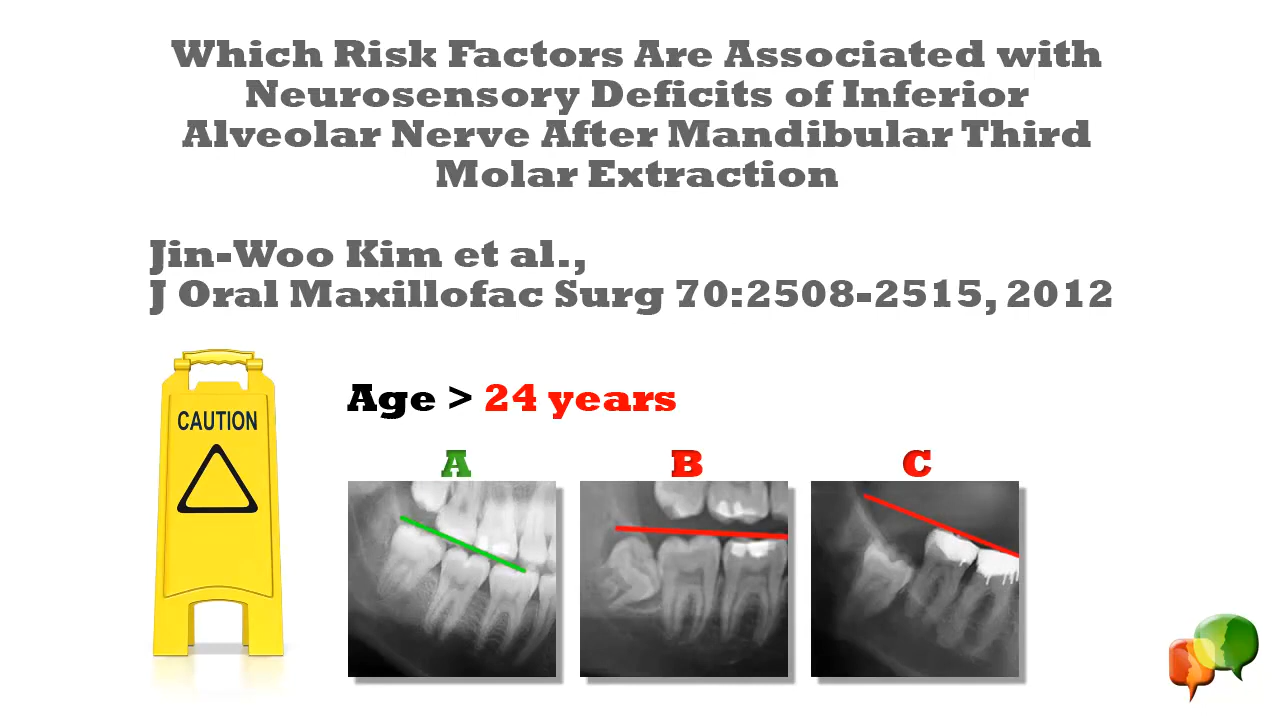 Which Risk Factors Are Associated with
Neurosensory Deficits of Inferior
Alveolar Nerve After Mandibular Third
Molar Extraction
Jin-Woo Kim et al.,
J Oral Maxillofac Surg 70:2508-2515, 2012
CAUTION
Age > 24 years
A B C